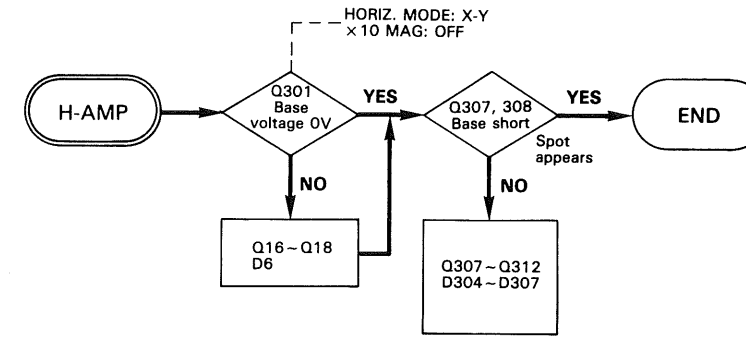 HORIZ. MODE: X-Y
×10 MAG: OFF
H-AMP
Q301
Base
voltage 0V
YES
Q307, 308
Base short
YES
Spot
appears
END
NO
NO
Q16~Q18
D6
Q307~Q312
D304~D307